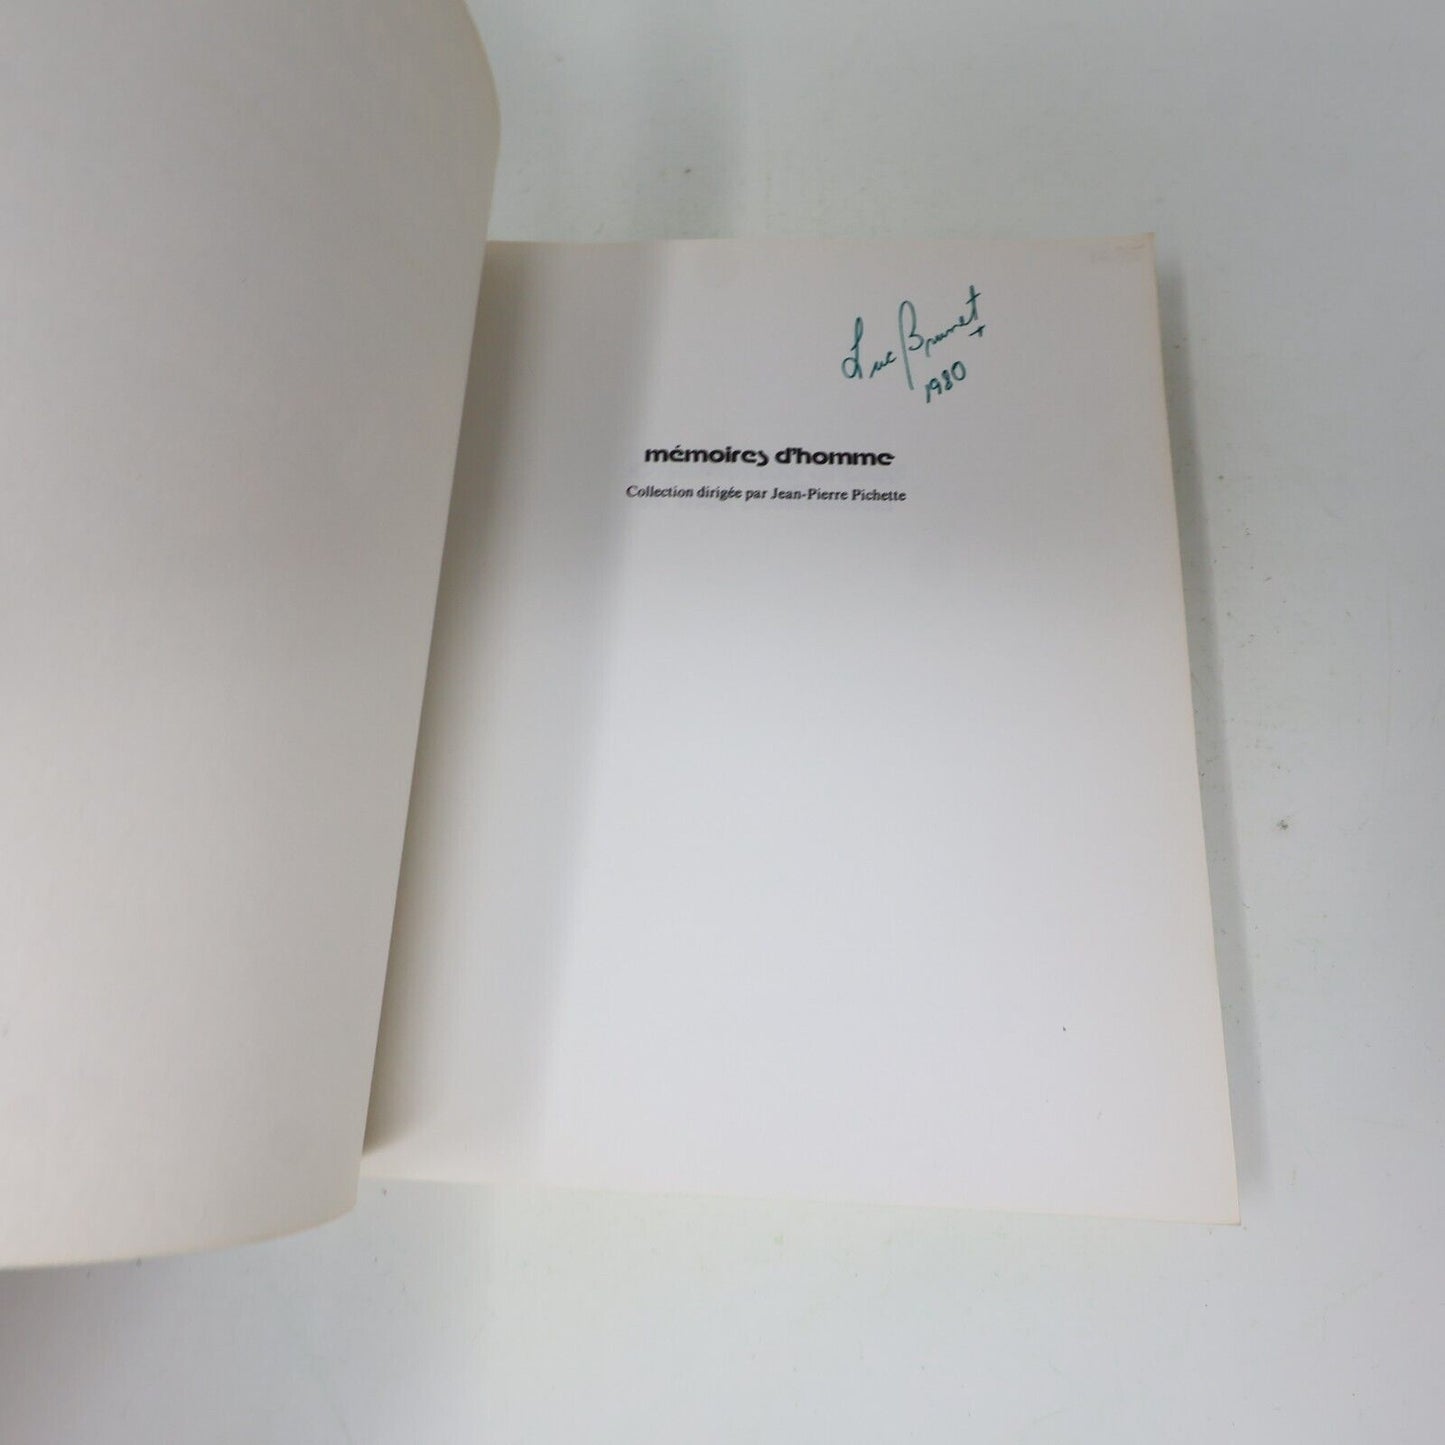 Luc Brunet
1980
mémoires d'homme
Collection dirigée par Jean-Pierre Pichette